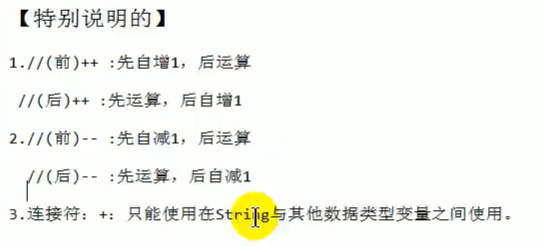 【特别说明的】
1.//(前)++ :先自增1，后运算
//(后)++ :先运算，后自增1
2.//(前)-- :先自减1，后运算
//(后)-- :先运算，后自减1
3.连接符：+: 只能使用在String与其他数据类型变量之间使用。